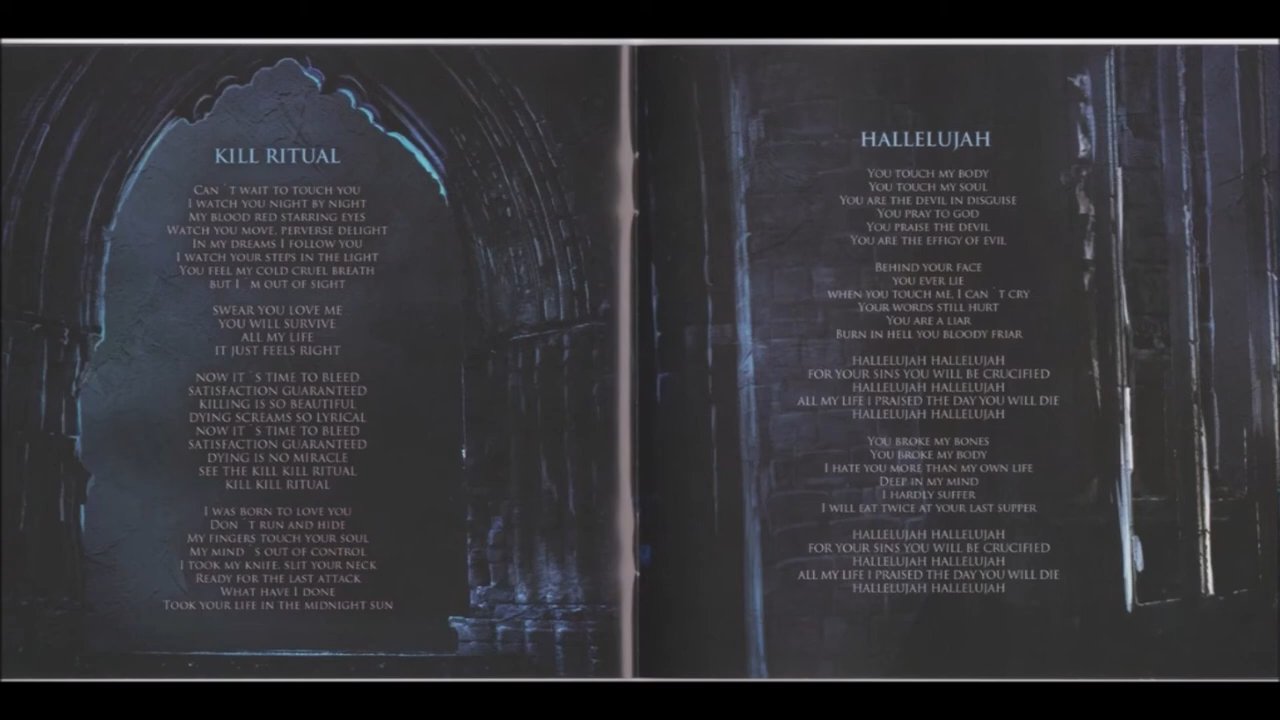 KILL RITUAL
CAN´T WAIT TO TOUCH YOU
I WATCH YOU NIGHT BY NIGHT
MY BLOOD RED STARRING EYES
WATCH YOU MOVE, PERVERSE DELIGHT
IN MY DREAMS I FOLLOW YOU
I WATCH YOUR STEPS IN THE LIGHT
YOU FEEL MY COLD CRUEL BREATH
BUT I´M OUT OF SIGHT
SWEAR YOU LOVE ME
YOU WILL SURVIVE
ALL MY LIFE
IT JUST FEELS RIGHT
NOW IT´S TIME TO BLEED
SATISFACTION GUARANTEED
KILLING IS SO BEAUTIFUL
DYING SCREAMS SO LYRICAL
NOW IT´S TIME TO BLEED
SATISFACTION GUARANTEED
DYING IS NO MIRACLE
SEE THE KILL KILL RITUAL
KILL KILL RITUAL
I WAS BORN TO LOVE YOU
DON´T RUN AND HIDE
MY FINGERS TOUCH YOUR SOUL
MY MIND´S OUT OF CONTROL
I TOOK MY KNIFE, SLIT YOUR NECK
READY FOR THE LAST ATTACK
WHAT HAVE I DONE
TOOK YOUR LIFE IN THE MIDNIGHT SUN
HALLELUJAH
YOU TOUCH MY BODY
YOU TOUCH MY SOUL
YOU ARE THE DEVIL IN DISGUISE
YOU PRAY TO GOD
YOU PRAISE THE DEVIL
YOU ARE THE EFFIGY OF EVIL
BEHIND YOUR FACE
YOU EVER LIE
WHEN YOU TOUCH ME, I CAN´T CRY
YOUR WORDS STILL HURT
YOU ARE A LIAR
BURN IN HELL YOU BLOODY FRIAR
HALLELUJAH HALLELUJAH
FOR YOUR SINS YOU WILL BE CRUCIFIED
HALLELUJAH HALLELUJAH
ALL MY LIFE I PRAISED THE DAY YOU WILL DIE
HALLELUJAH HALLELUJAH
YOU BROKE MY BONES
YOU BROKE MY BODY
I HATE YOU MORE THAN MY OWN LIFE
DEEP IN MY MIND
I HARDLY SUFFER
I WILL EAT TWICE AT YOUR LAST SUPPER
HALLELUJAH HALLELUJAH
FOR YOUR SINS YOU WILL BE CRUCIFIED
HALLELUJAH HALLELUJAH
ALL MY LIFE I PRAISED THE DAY YOU WILL DIE
HALLELUJAH HALLELUJAH